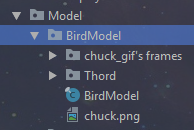 Model
BirdModel
chuck_gif's frames
Thord
BirdModel
chuck.png